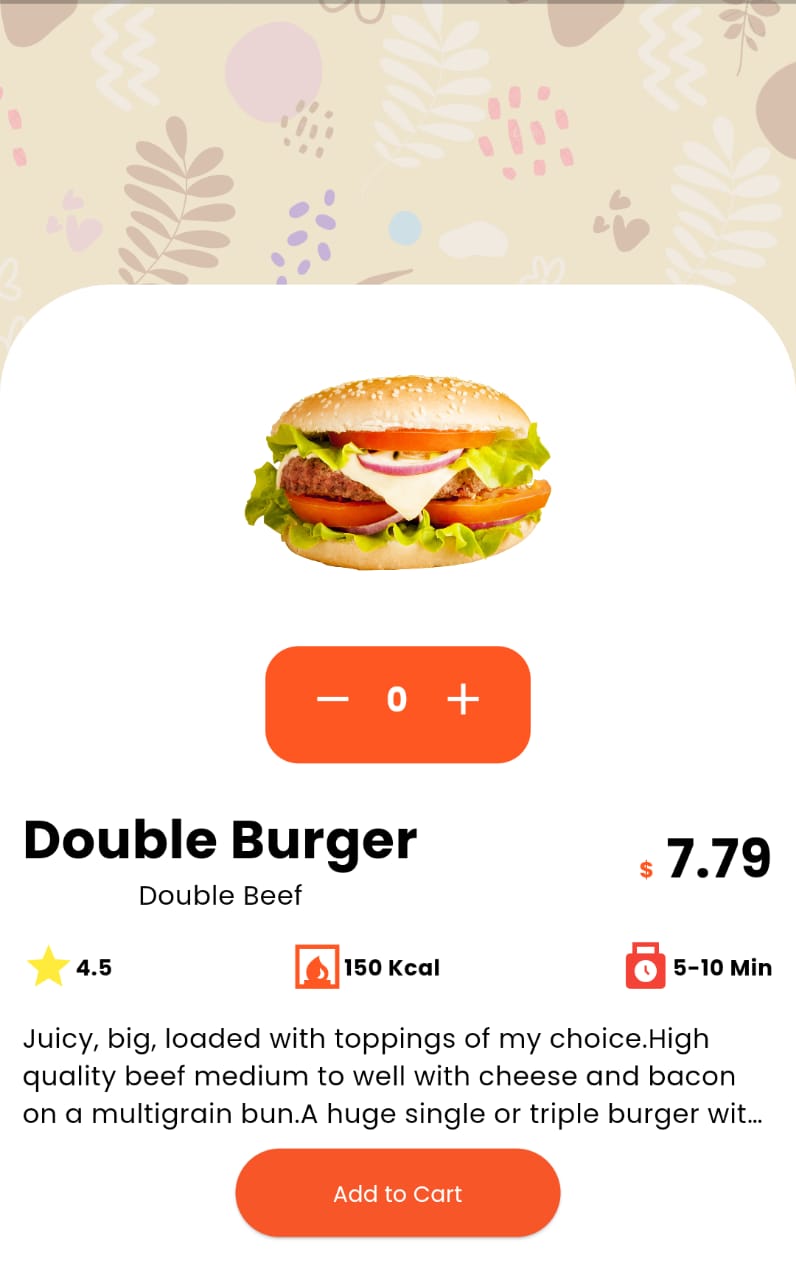 − 0 +
Double Burger
$ 7.79
Double Beef
4.5
150 Kcal
5-10 Min
Juicy, big, loaded with toppings of my choice.High
quality beef medium to well with cheese and bacon
on a multigrain bun.A huge single or triple burger wit...
Add to Cart